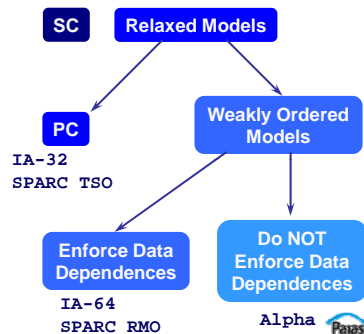 SC
Relaxed Models
PC
Weakly Ordered
Models
IA-32
SPARC TSO
Enforce Data
Dependences
Do NOT
Enforce Data
Dependences
IA-64
SPARC RMO
Alpha